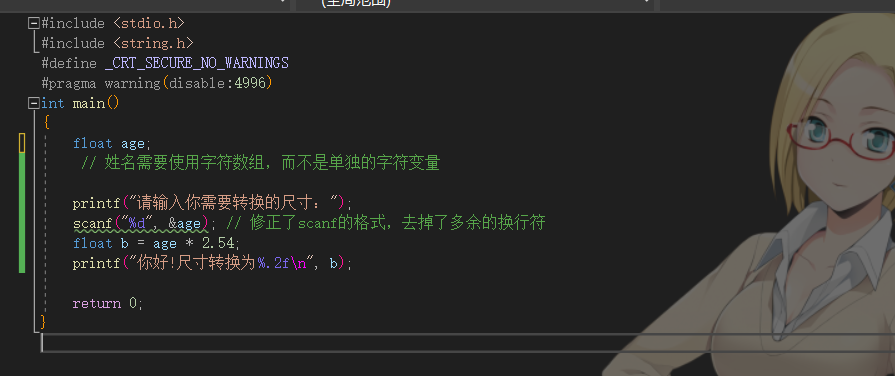 (全局范围)
#include <stdio.h>
#include <string.h>
#define _CRT_SECURE_NO_WARNINGS
#pragma warning(disable:4996)
int main()
{
float age;
// 姓名需要使用字符数组，而不是单独的字符变量
printf("请输入你需要转换的尺寸：");
scanf("%d", &age); // 修正了scanf的格式，去掉了多余的换行符
float b = age * 2.54;
printf("你好!尺寸转换为%.2f\n", b);
return 0;
}